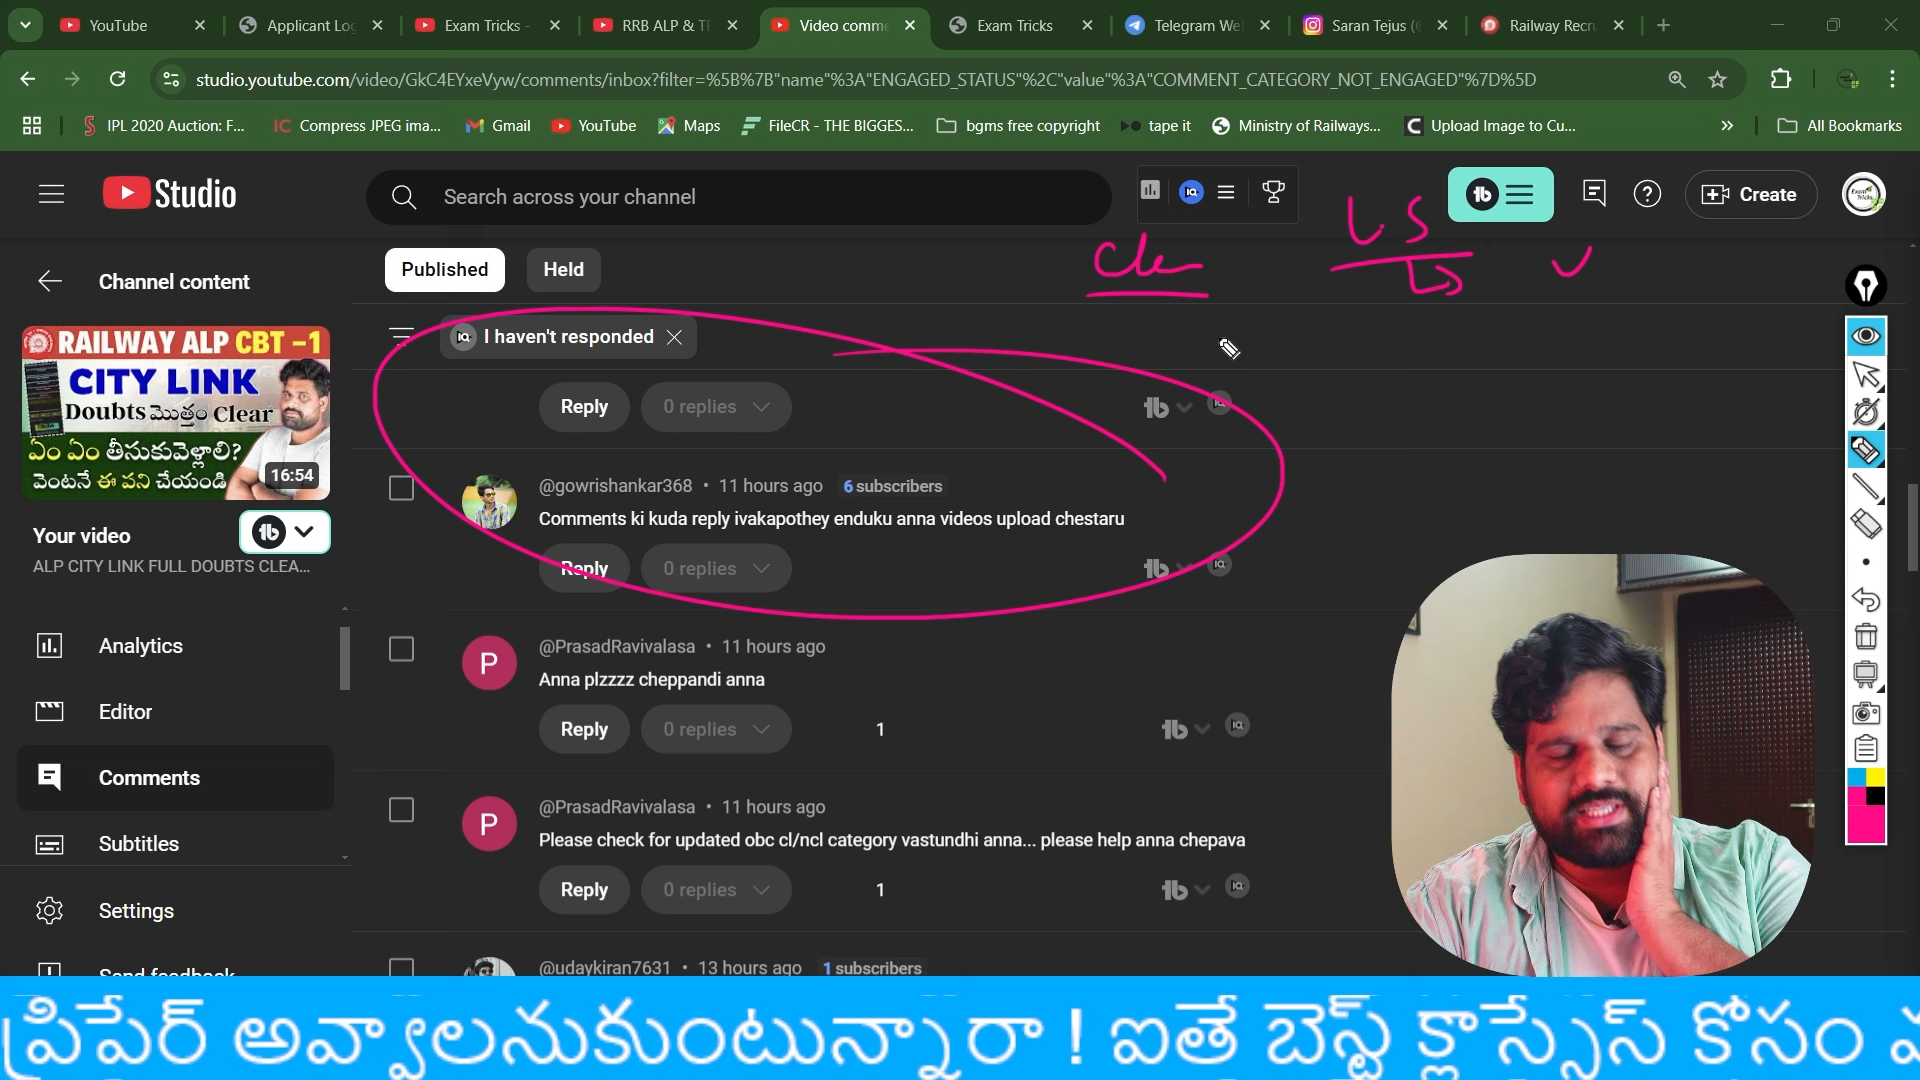 YouTube
Applicant Log
Exam Tricks -
RRB ALP & TE
Video comme
Exam Tricks
Telegram We
Saran Tejus (
Railway Recru
studio.youtube.com/video/GkC4EYxeVyw/comments/inbox?filter=%5B%7B"name"%3A"ENGAGED_STATUS"%2C"value"%3A"COMMENT_CATEGORY_NOT_ENGAGED"%7D%5D
IPL 2020 Auction: F...
Compress JPEG ima...
Gmail
YouTube
Maps
FileCR - THE BIGGES...
bgms free copyright
tape it
Ministry of Railways...
Upload Image to Cu...
All Bookmarks
Studio
Search across your channel
Create
Channel content
Published
Held
I haven't responded
RAILWAY ALP CBT -1
CITY LINK
Doubts మొత్తం Clear
ఏం ఏం తీసుకువెళ్లాలి?
వెంటనే ఈ పని చేయండి
16:54
Your video
ALP CITY LINK FULL DOUBTS CLEA...
Analytics
Editor
Comments
Subtitles
Settings
Send feedback
Reply
0 replies
@gowrishankar368 • 11 hours ago 6 subscribers
Comments ki kuda reply ivakapothey enduku anna videos upload chestaru
Reply
0 replies
P
@PrasadRavivalasa • 11 hours ago
Anna plzzzz cheppandi anna
Reply
0 replies
1
P
@PrasadRavivalasa • 11 hours ago
Please check for updated obc cl/ncl category vastundhi anna... please help anna chepava
Reply
0 replies
1
@udaykiran7631 • 13 hours ago 1 subscribers
ప్రిపేర్ అవ్వాలనుకుంటున్నారా ! ఐతే బెస్ట్ క్లాస్సేస్ కోసం